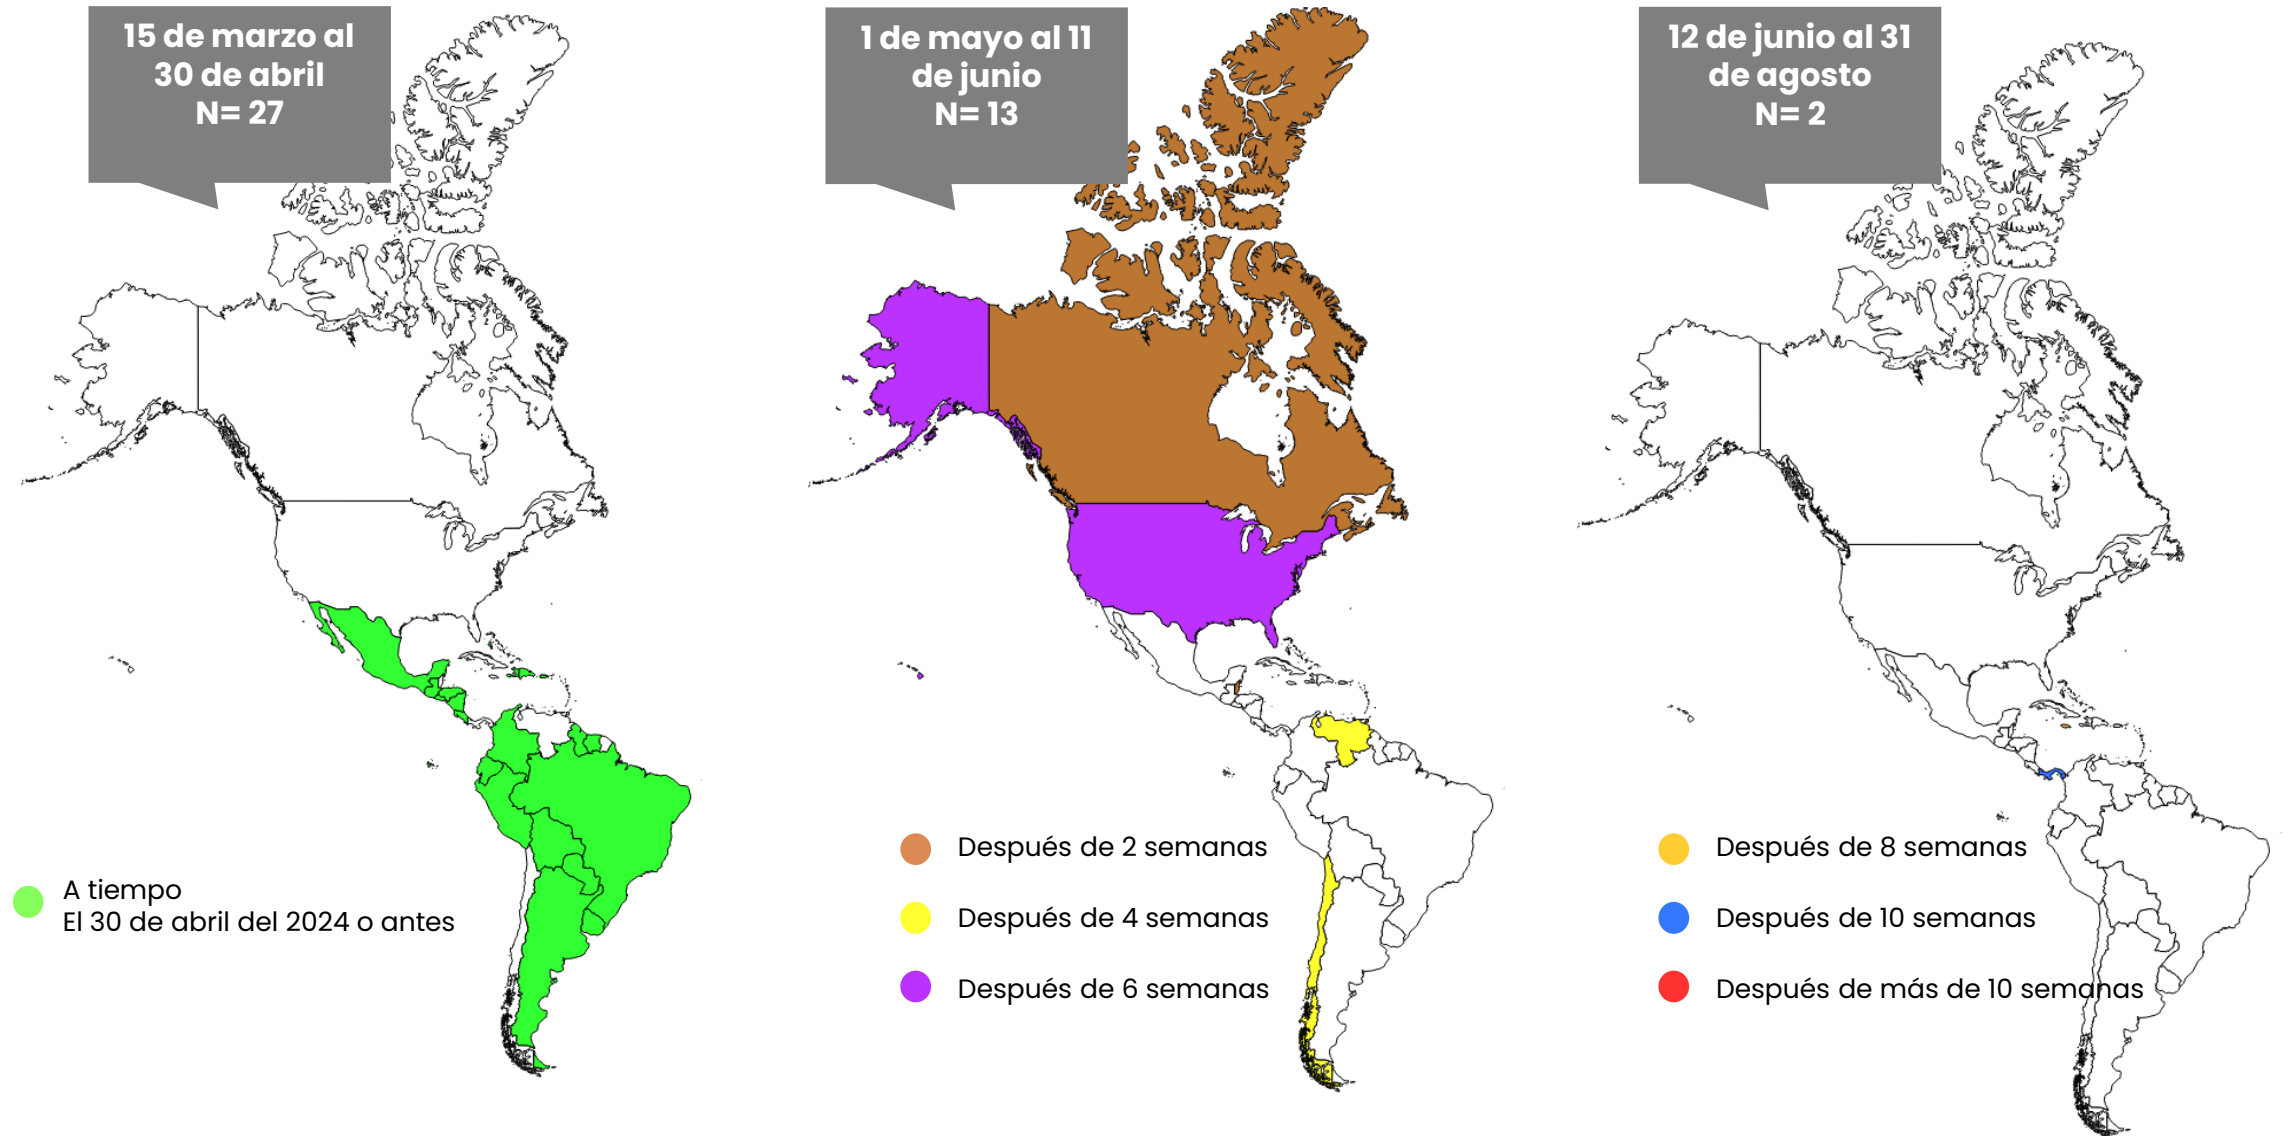 15 de marzo al
30 de abril
N= 27
1 de mayo al 11
de junio
N= 13
12 de junio al 31
de agosto
N= 2
A tiempo
El 30 de abril del 2024 o antes
Después de 2 semanas
Después de 4 semanas
Después de 6 semanas
Después de 8 semanas
Después de 10 semanas
Después de más de 10 semanas